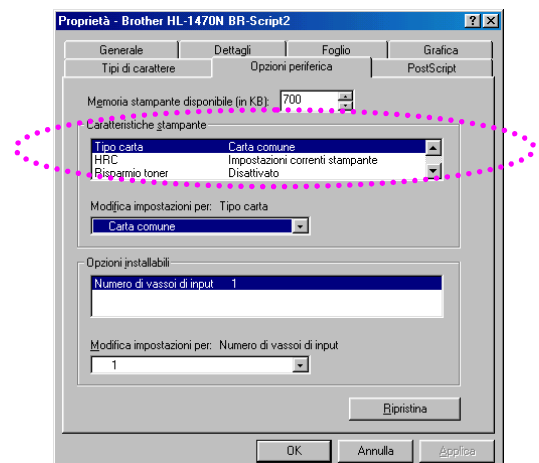 Proprietà - Brother HL-1470N BR-Script2
Generale Dettagli Foglio Grafica
Tipi di carattere Opzioni periferica PostScript
Memoria stampante disponibile (in KB): 700
Caratteristiche stampante
Tipo carta Carta comune
HRC Impostazioni correnti stampante
Risparmio toner Disattivato
Modifica impostazioni per: Tipo carta
Carta comune
Opzioni installabili
Numero di vassoi di input 1
Modifica impostazioni per: Numero di vassoi di input
1
Ripristina
OK Annulla Applica